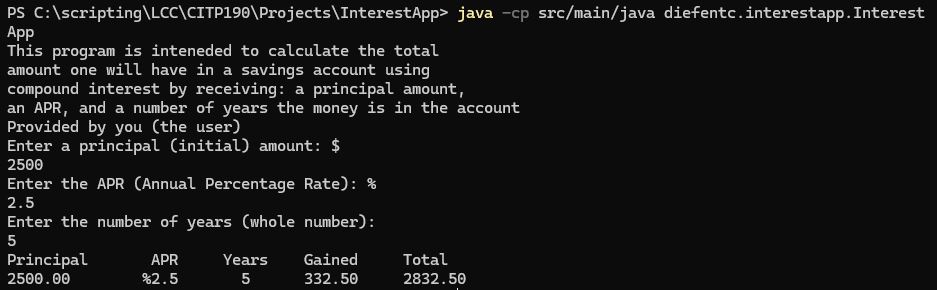 PS C:\scripting\LCC\CITP190\Projects\InterestApp> java -cp src/main/java diefentc.interestapp.Interest
App
This program is inteneded to calculate the total
amount one will have in a savings account using
compound interest by receiving: a principal amount,
an APR, and a number of years the money is in the account
Provided by you (the user)
Enter a principal (initial) amount: $
2500
Enter the APR (Annual Percentage Rate): %
2.5
Enter the number of years (whole number):
5
Principal APR Years Gained Total
2500.00 %2.5 5 332.50 2832.50